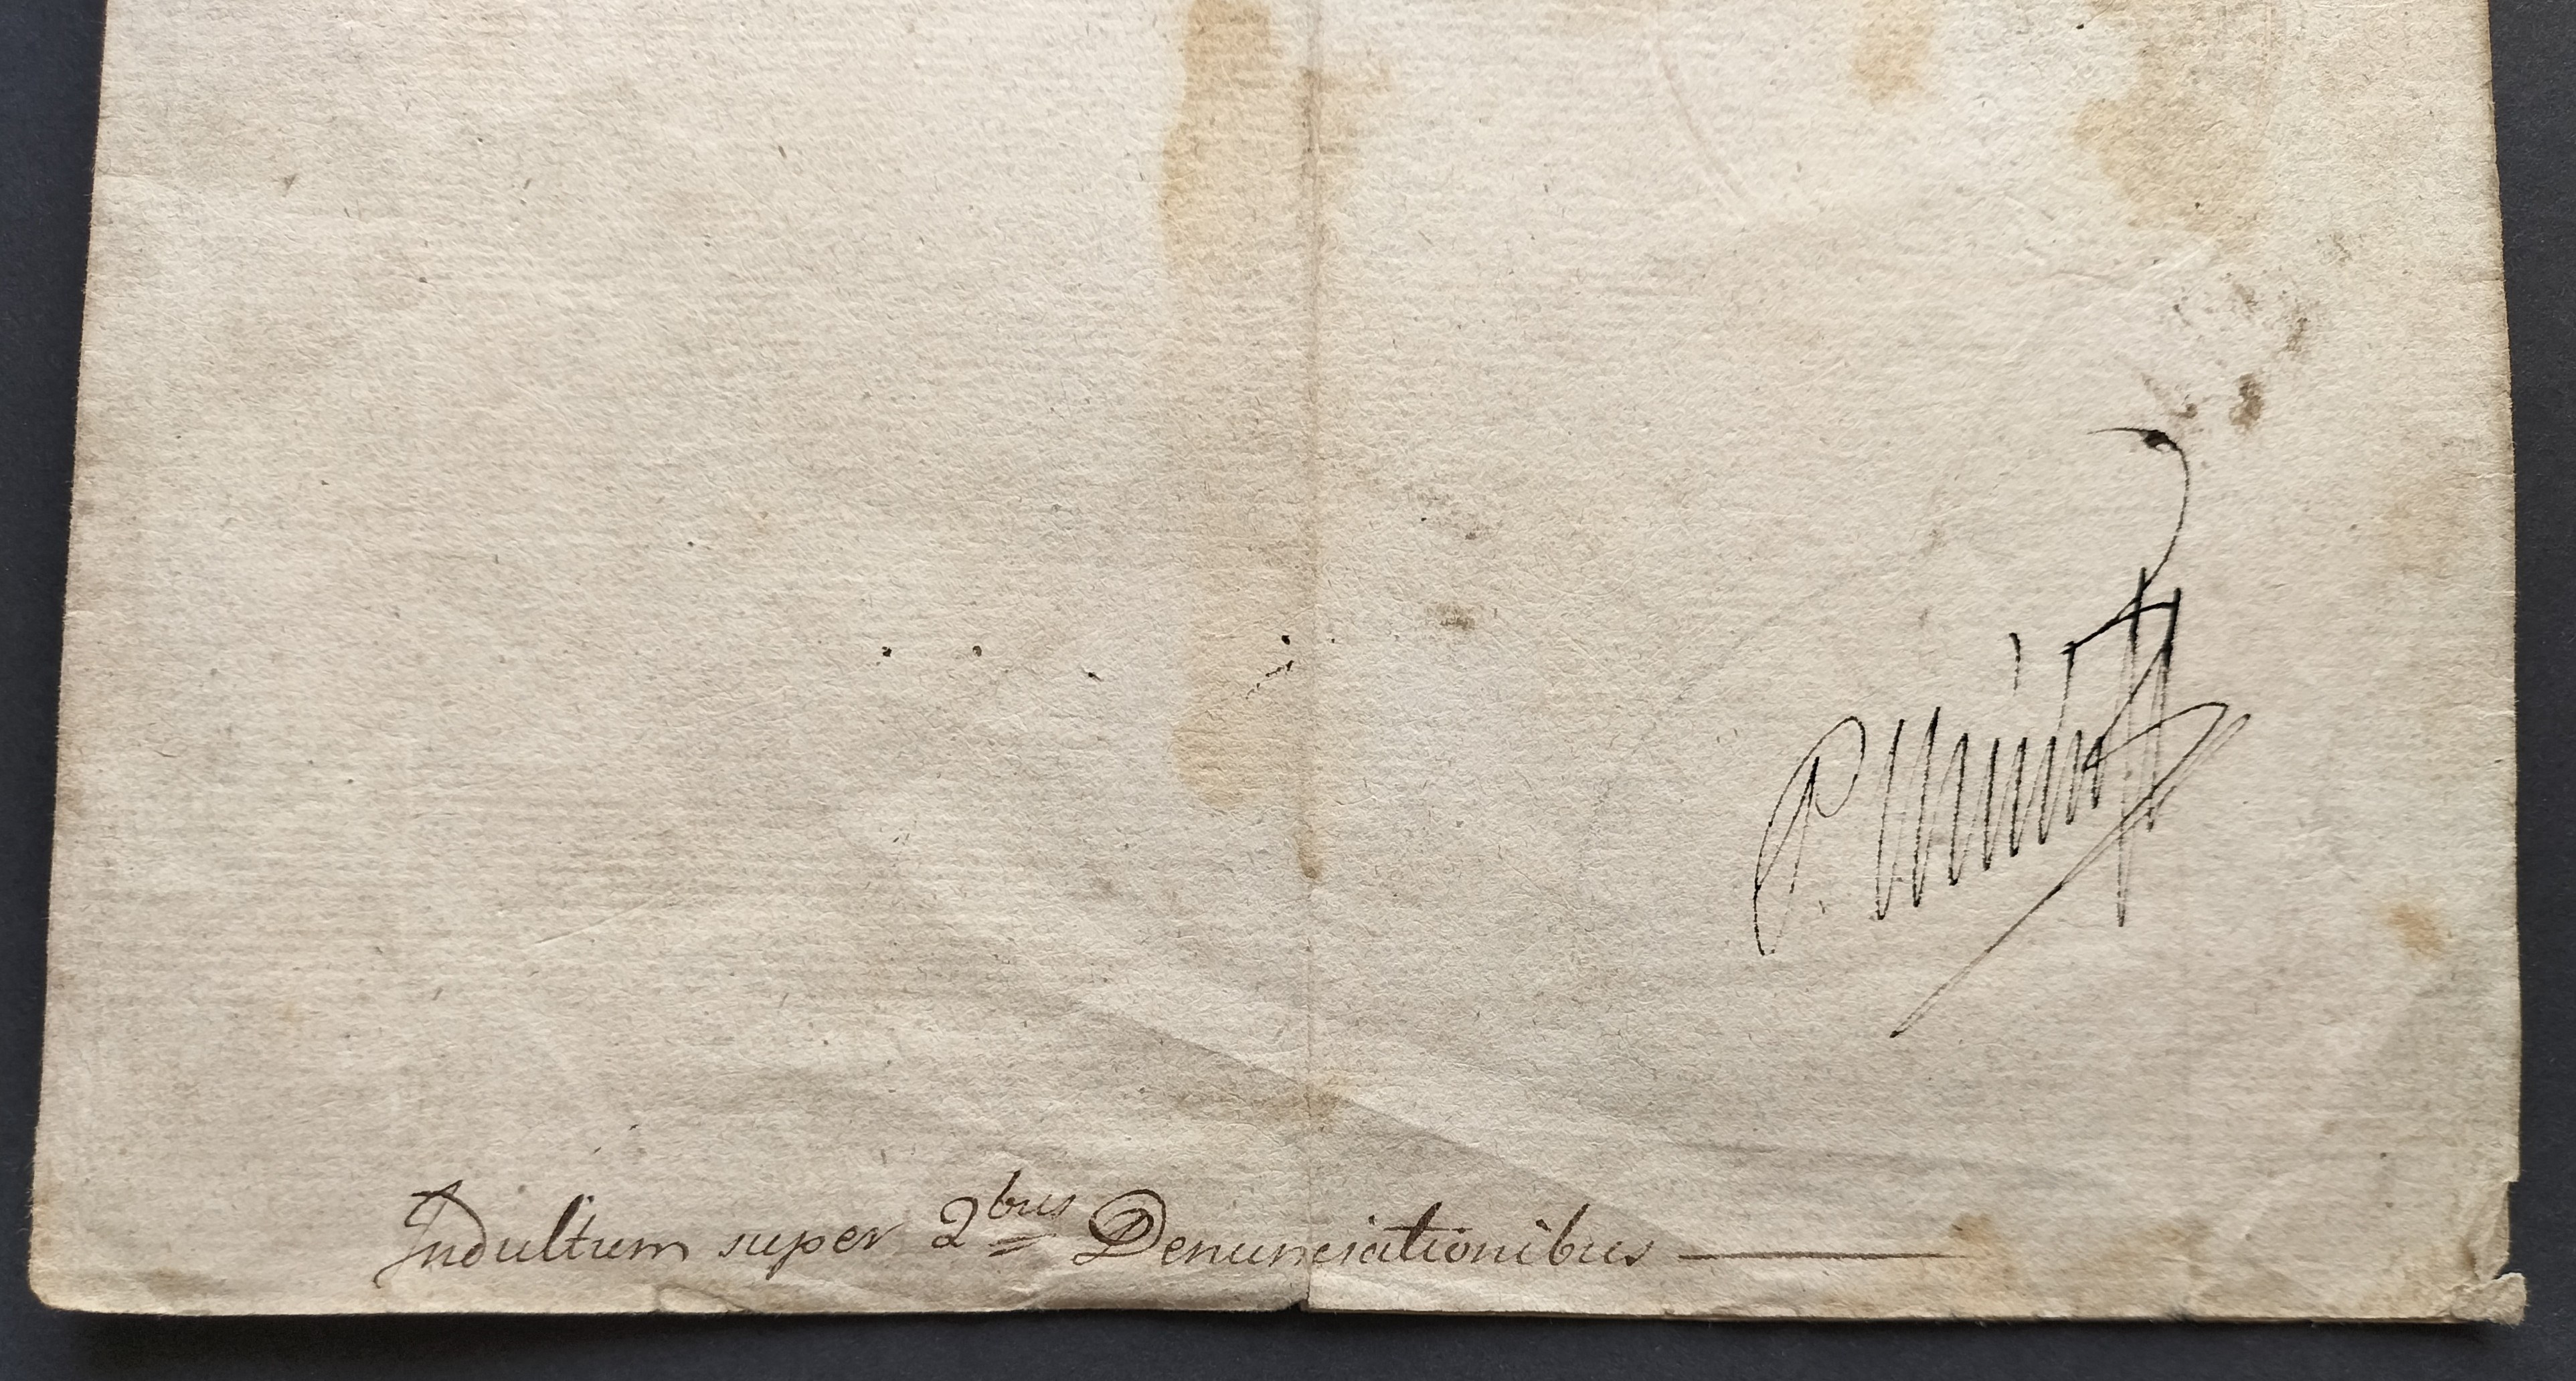 P.
Indultum super 2bus Denunciationibus